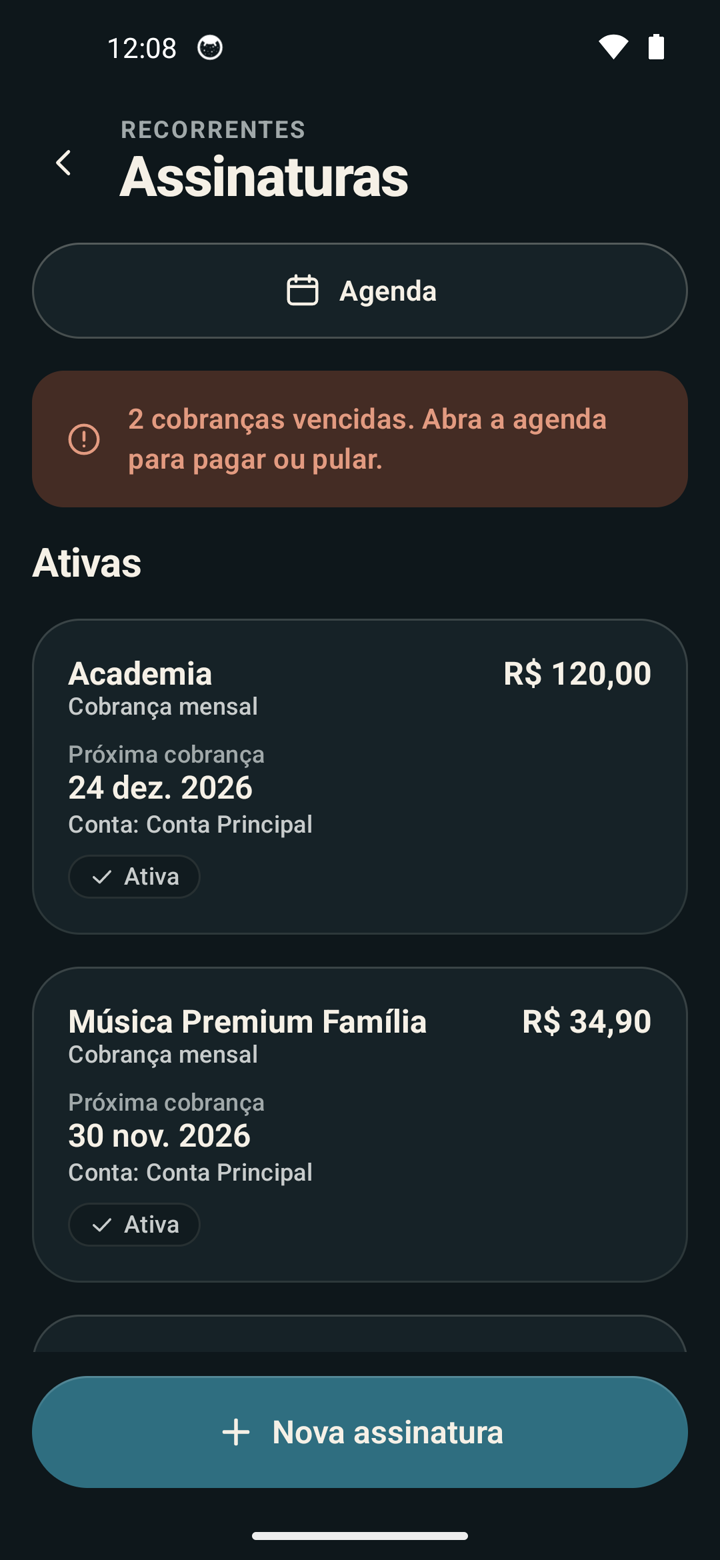 12:08
RECORRENTES
Assinaturas
Agenda
2 cobranças vencidas. Abra a agenda
para pagar ou pular.
Ativas
Academia R$ 120,00
Cobrança mensal
Próxima cobrança
24 dez. 2026
Conta: Conta Principal
Ativa
Música Premium Família R$ 34,90
Cobrança mensal
Próxima cobrança
30 nov. 2026
Conta: Conta Principal
Ativa
Nova assinatura